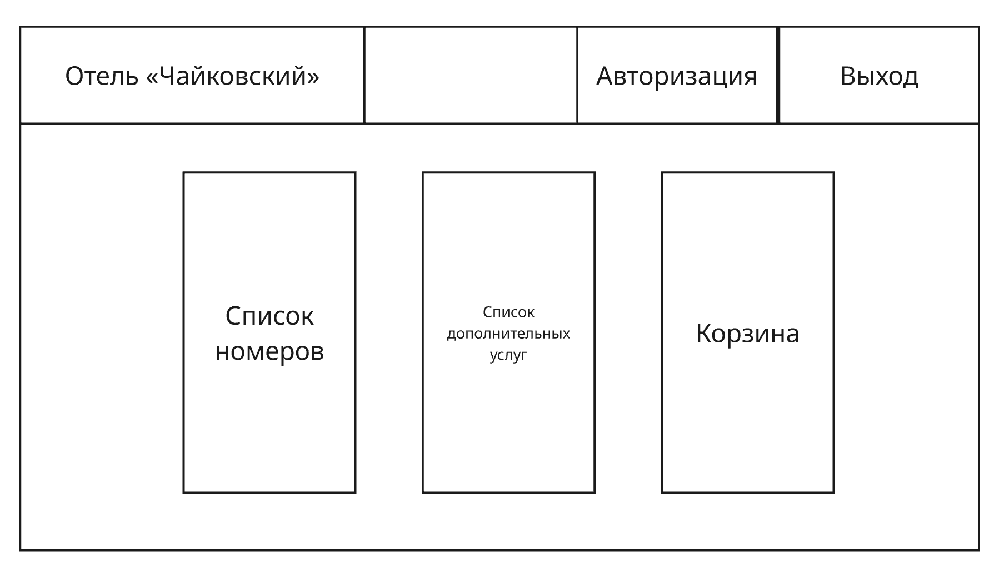 Отель «Чайковский»
Авторизация
Выход
Список
номеров
Список
дополнительных
услуг
Корзина